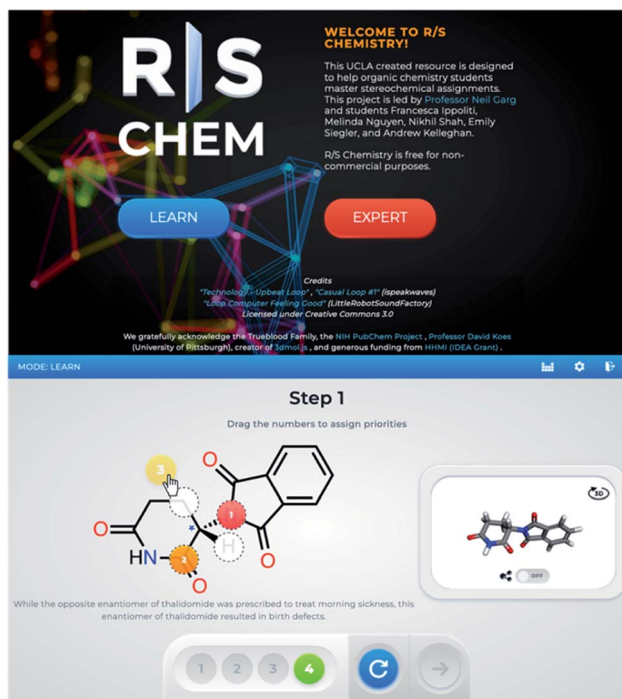 R S
CHEM
WELCOME TO R/S
CHEMISTRY!
This UCLA created resource is designed
to help organic chemistry students
master stereochemical assignments.
This project is led by Professor Neil Garg
and students Francesca Ippoliti,
Melinda Nguyen, Nikhil Shah, Emily
Siegler, and Andrew Kelleghan.
R/S Chemistry is free for non-
commercial purposes.
LEARN
EXPERT
Credits
"Technology - Upbeat Loop" , "Casual Loop #1" (ispeakwaves)
"Loop Computer Feeling Good" (LittleRobotSoundFactory)
Licensed under Creative Commons 3.0
We gratefully acknowledge the Trueblood Family, the NIH PubChem Project , Professor David Koes
(University of Pittsburgh), creator of 3dmol.js , and generous funding from HHMI (IDEA Grant) .
MODE: LEARN
Step 1
Drag the numbers to assign priorities
3
O
O
1
*
H
O
HN
2
O
O
3D
OFF
While the opposite enantiomer of thalidomide was prescribed to treat morning sickness, this
enantiomer of thalidomide resulted in birth defects.
1 2 3 4